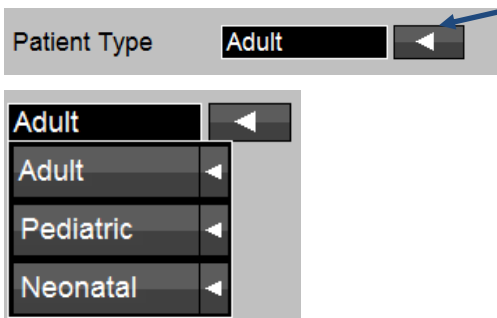 Patient Type Adult
Adult
Adult
Pediatric
Neonatal